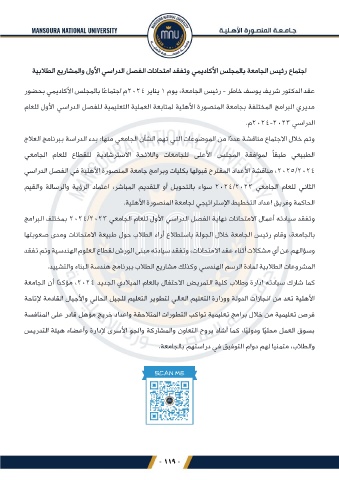 MANSOURA NATIONAL UNIVERSITY
جـامـعـة المـنـصـورة الأهـلـيـة
اجتماع رئيس الجامعة بالمجلس الأكاديمي وتفقد امتحانات الفصل الدراسي الأول والمشاريع الطلابية
عقد الدكتور شريف يوسف خاطر – رئيس الجامعة، يوم ١ يناير ٢٠٢٤م اجتماعًا بالمجلس الأكاديمي بحضور
مديري البرامج المختلفة بجامعة المنصورة الأهلية لمتابعة العملية التعليمية للفصل الدراسي الأول للعام
الدراسي ٢٠٢٣-٢٠٢٤م.
وتم خلال الاجتماع مناقشة عددًا من الموضوعات التي تهم الشأن الجامعي منها: بدء الدراسة ببرنامج العلاج
الطبيعي طبقًا لموافقة المجلس الأعلى للجامعات واللائحة الاسترشادية للقطاع للعام الجامعي
٢٠٢٥/٢٠٢٤، مناقشة الأعداد المقترح قبولها بكليات وبرامج جامعة المنصورة الأهلية في الفصل الدراسي
الثاني للعام الجامعي ٢٠٢٤/٢٠٢٣ سواء بالتحويل أو التقديم المباشر، اعتماد الرؤية والرسالة والقيم
الحاكمة وفريق اعداد التخطيط الإستراتيجي لجامعة المنصورة الأهلية.
وتفقد سيادته أعمال الامتحانات نهاية الفصل الدراسي الأول للعام الجامعي ٢٠٢٤/٢٠٢٣ بمختلف البرامج
بالجامعة، وقام رئيس الجامعة خلال الجولة باستطلاع أراء الطلاب حول طبيعة الامتحانات ومدى صعوبتها
وسؤالهم عن أي مشكلات أثناء عقد الامتحانات، وتفقد سيادته مبنى الورش لقطاع العلوم الهندسية وتم تفقد
المشروعات الطلابية لمادة الرسم الهندسي وكذلك مشاريع الطلاب ببرنامج هندسة البناء والتشييد.
كما شارك سيادته إدارة وطلاب كلية التمريض الاحتفال بالعام الميلادي الجديد ٢٠٢٤، مؤكدًا أن الجامعة
الأهلية تعد من انجازات الدولة ووزارة التعليم العالي لتطوير التعليم للجيل الحالي والأجيال القادمة لإتاحة
فرص تعليمية من خلال برامج تعليمية تواكب التطورات المتلاحقة واعداد خريج مؤهل قادر على المنافسة
بسوق العمل محليًا ودوليًا، كما أشاد بروح التعاون والمشاركة والجو الأسرى لإدارة وأعضاء هيئة التدريس
والطلاب، متمنيا لهم دوام التوفيق في دراستهم بالجامعة.
SCAN ME
- ١١٩ -